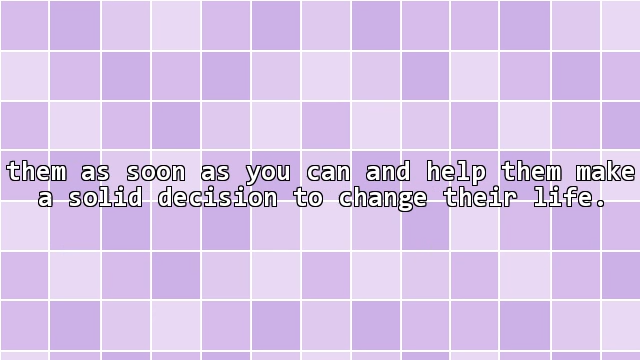 them as soon as you can and help them make
a solid decision to change their life.